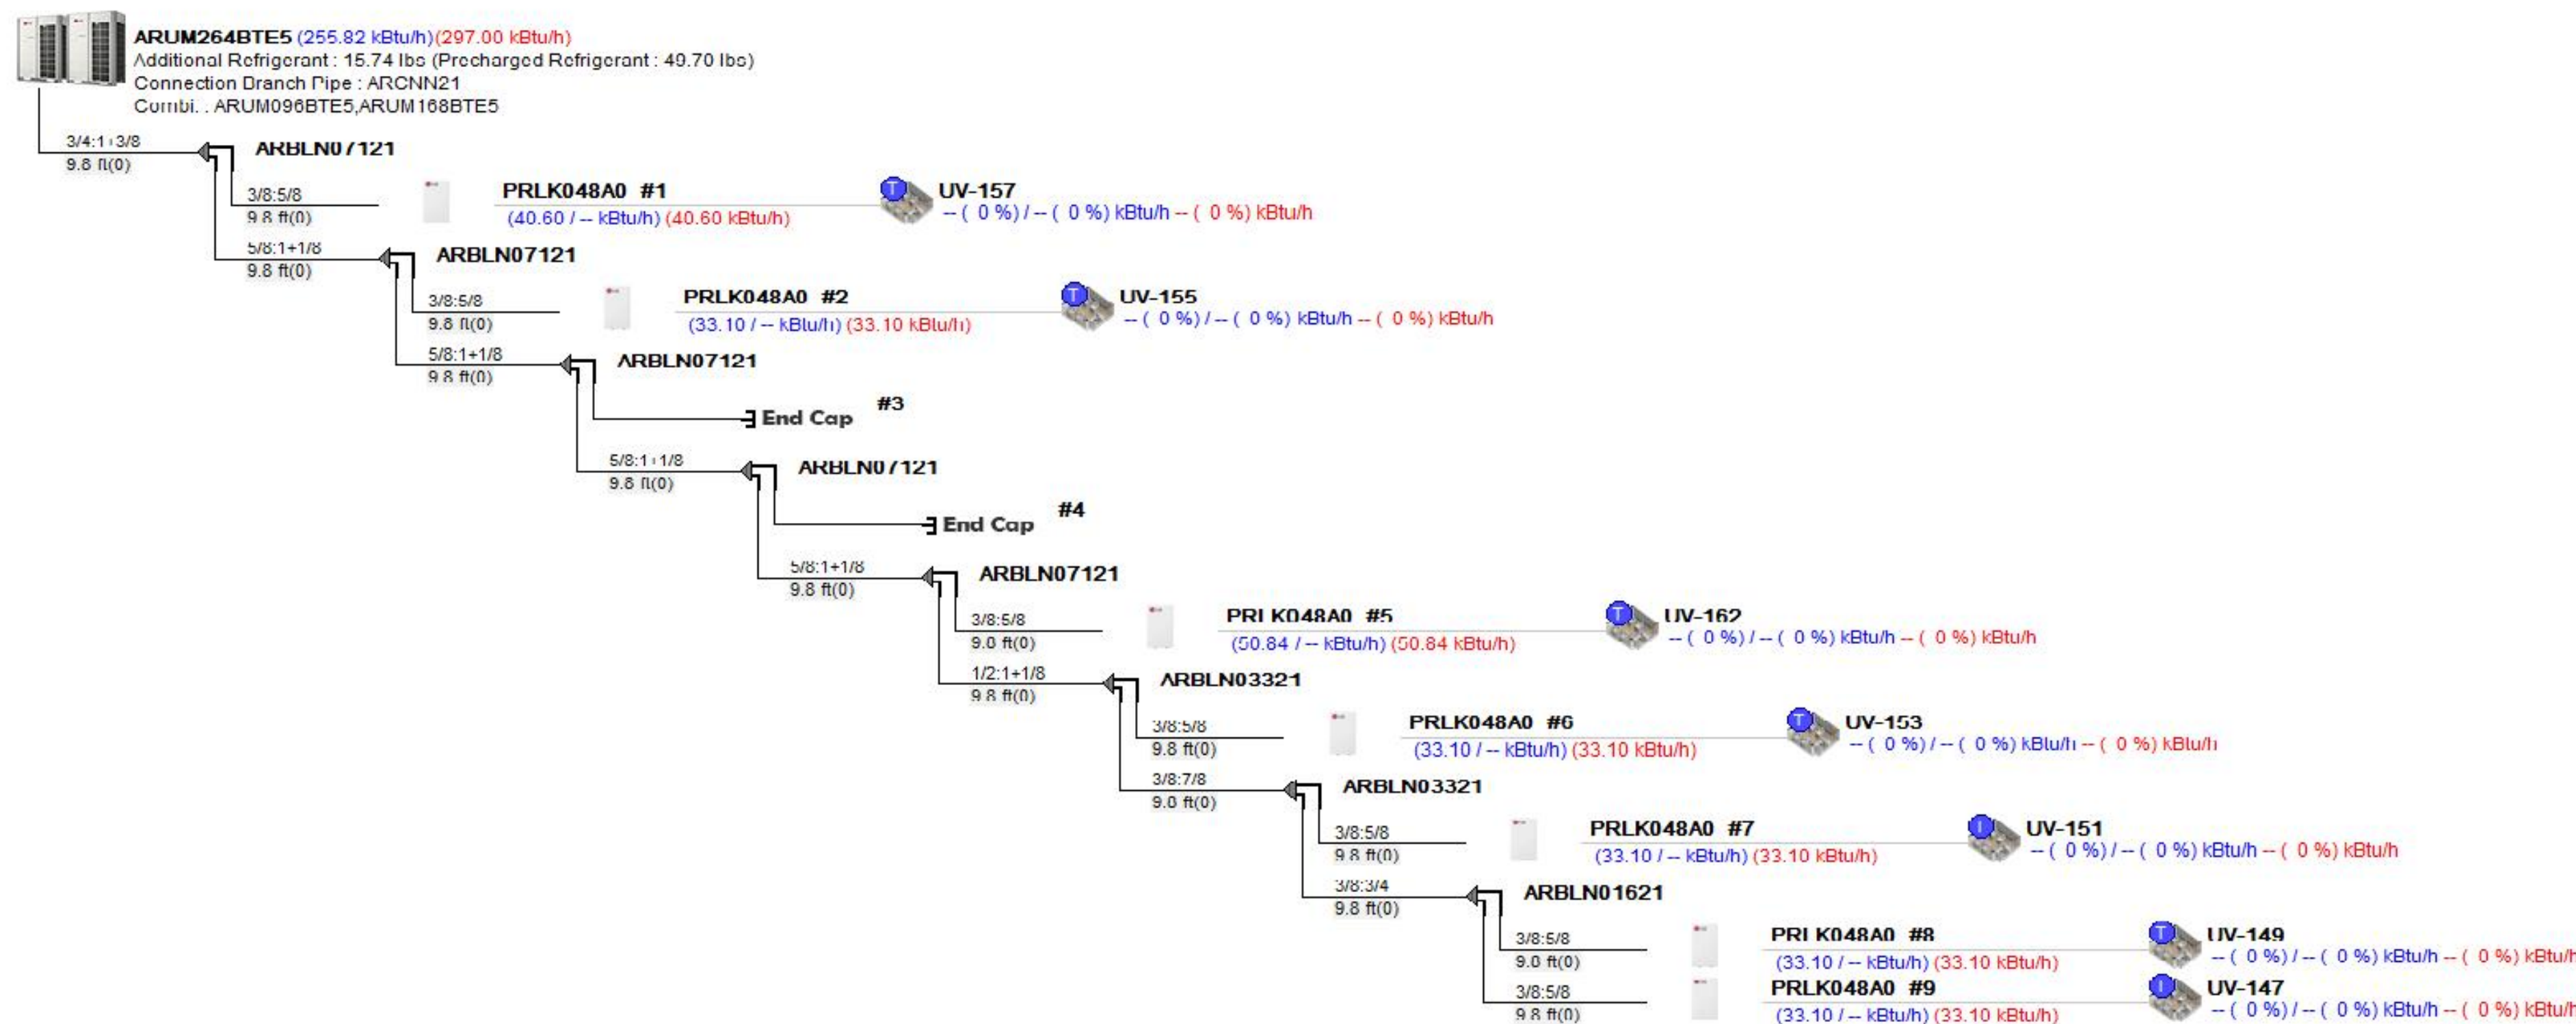 ARUM264BTE5 (255.82 kBtu/h)(297.00 kBtu/h)
Additional Refrigerant : 15.74 lbs (Precharged Refrigerant : 49.70 lbs)
Connection Branch Pipe : ARCNN21
Combi. : ARUM096BTE5,ARUM168BTE5
3/4:1+3/8
9.8 ft(0)
ARBLN07121
3/8:5/8
9.8 ft(0)
PRLK048A0 #1
(40.60 / -- kBtu/h) (40.60 kBtu/h)
T
UV-157
-- ( 0 %) / -- ( 0 %) kBtu/h -- ( 0 %) kBtu/h
5/8:1+1/8
9.8 ft(0)
ARBLN07121
3/8:5/8
9.8 ft(0)
PRLK048A0 #2
(33.10 / -- kBtu/h) (33.10 kBtu/h)
T
UV-155
-- ( 0 %) / -- ( 0 %) kBtu/h -- ( 0 %) kBtu/h
5/8:1+1/8
9.8 ft(0)
ARBLN07121
End Cap #3
5/8:1+1/8
9.8 ft(0)
ARBLN07121
End Cap #4
5/8:1+1/8
9.8 ft(0)
ARBLN07121
3/8:5/8
9.8 ft(0)
PRLK048A0 #5
(50.84 / -- kBtu/h) (50.84 kBtu/h)
T
UV-162
-- ( 0 %) / -- ( 0 %) kBtu/h -- ( 0 %) kBtu/h
1/2:1+1/8
9.8 ft(0)
ARBLN03321
3/8:5/8
9.8 ft(0)
PRLK048A0 #6
(33.10 / -- kBtu/h) (33.10 kBtu/h)
T
UV-153
-- ( 0 %) / -- ( 0 %) kBtu/h -- ( 0 %) kBtu/h
3/8:7/8
9.8 ft(0)
ARBLN03321
3/8:5/8
9.8 ft(0)
PRLK048A0 #7
(33.10 / -- kBtu/h) (33.10 kBtu/h)
T
UV-151
-- ( 0 %) / -- ( 0 %) kBtu/h -- ( 0 %) kBtu/h
3/8:3/4
9.8 ft(0)
ARBLN01621
3/8:5/8
9.8 ft(0)
PRLK048A0 #8
(33.10 / -- kBtu/h) (33.10 kBtu/h)
T
UV-149
-- ( 0 %) / -- ( 0 %) kBtu/h -- ( 0 %) kBtu/h
3/8:5/8
9.8 ft(0)
PRLK048A0 #9
(33.10 / -- kBtu/h) (33.10 kBtu/h)
T
UV-147
-- ( 0 %) / -- ( 0 %) kBtu/h -- ( 0 %) kBtu/h